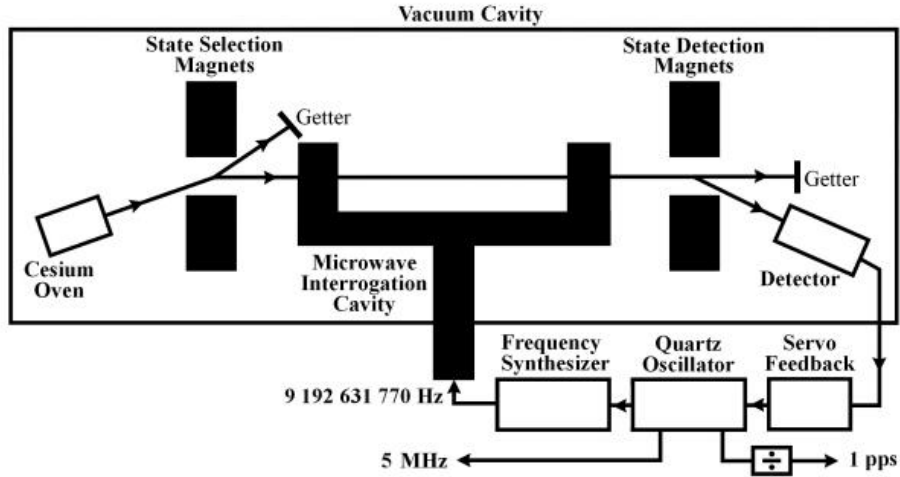 Vacuum Cavity
State Selection
Magnets
State Detection
Magnets
Getter
Getter
Cesium
Oven
Microwave
Interrogation
Cavity
Detector
Frequency
Synthesizer
Quartz
Oscillator
Servo
Feedback
9 192 631 770 Hz
5 MHz
÷
1 pps